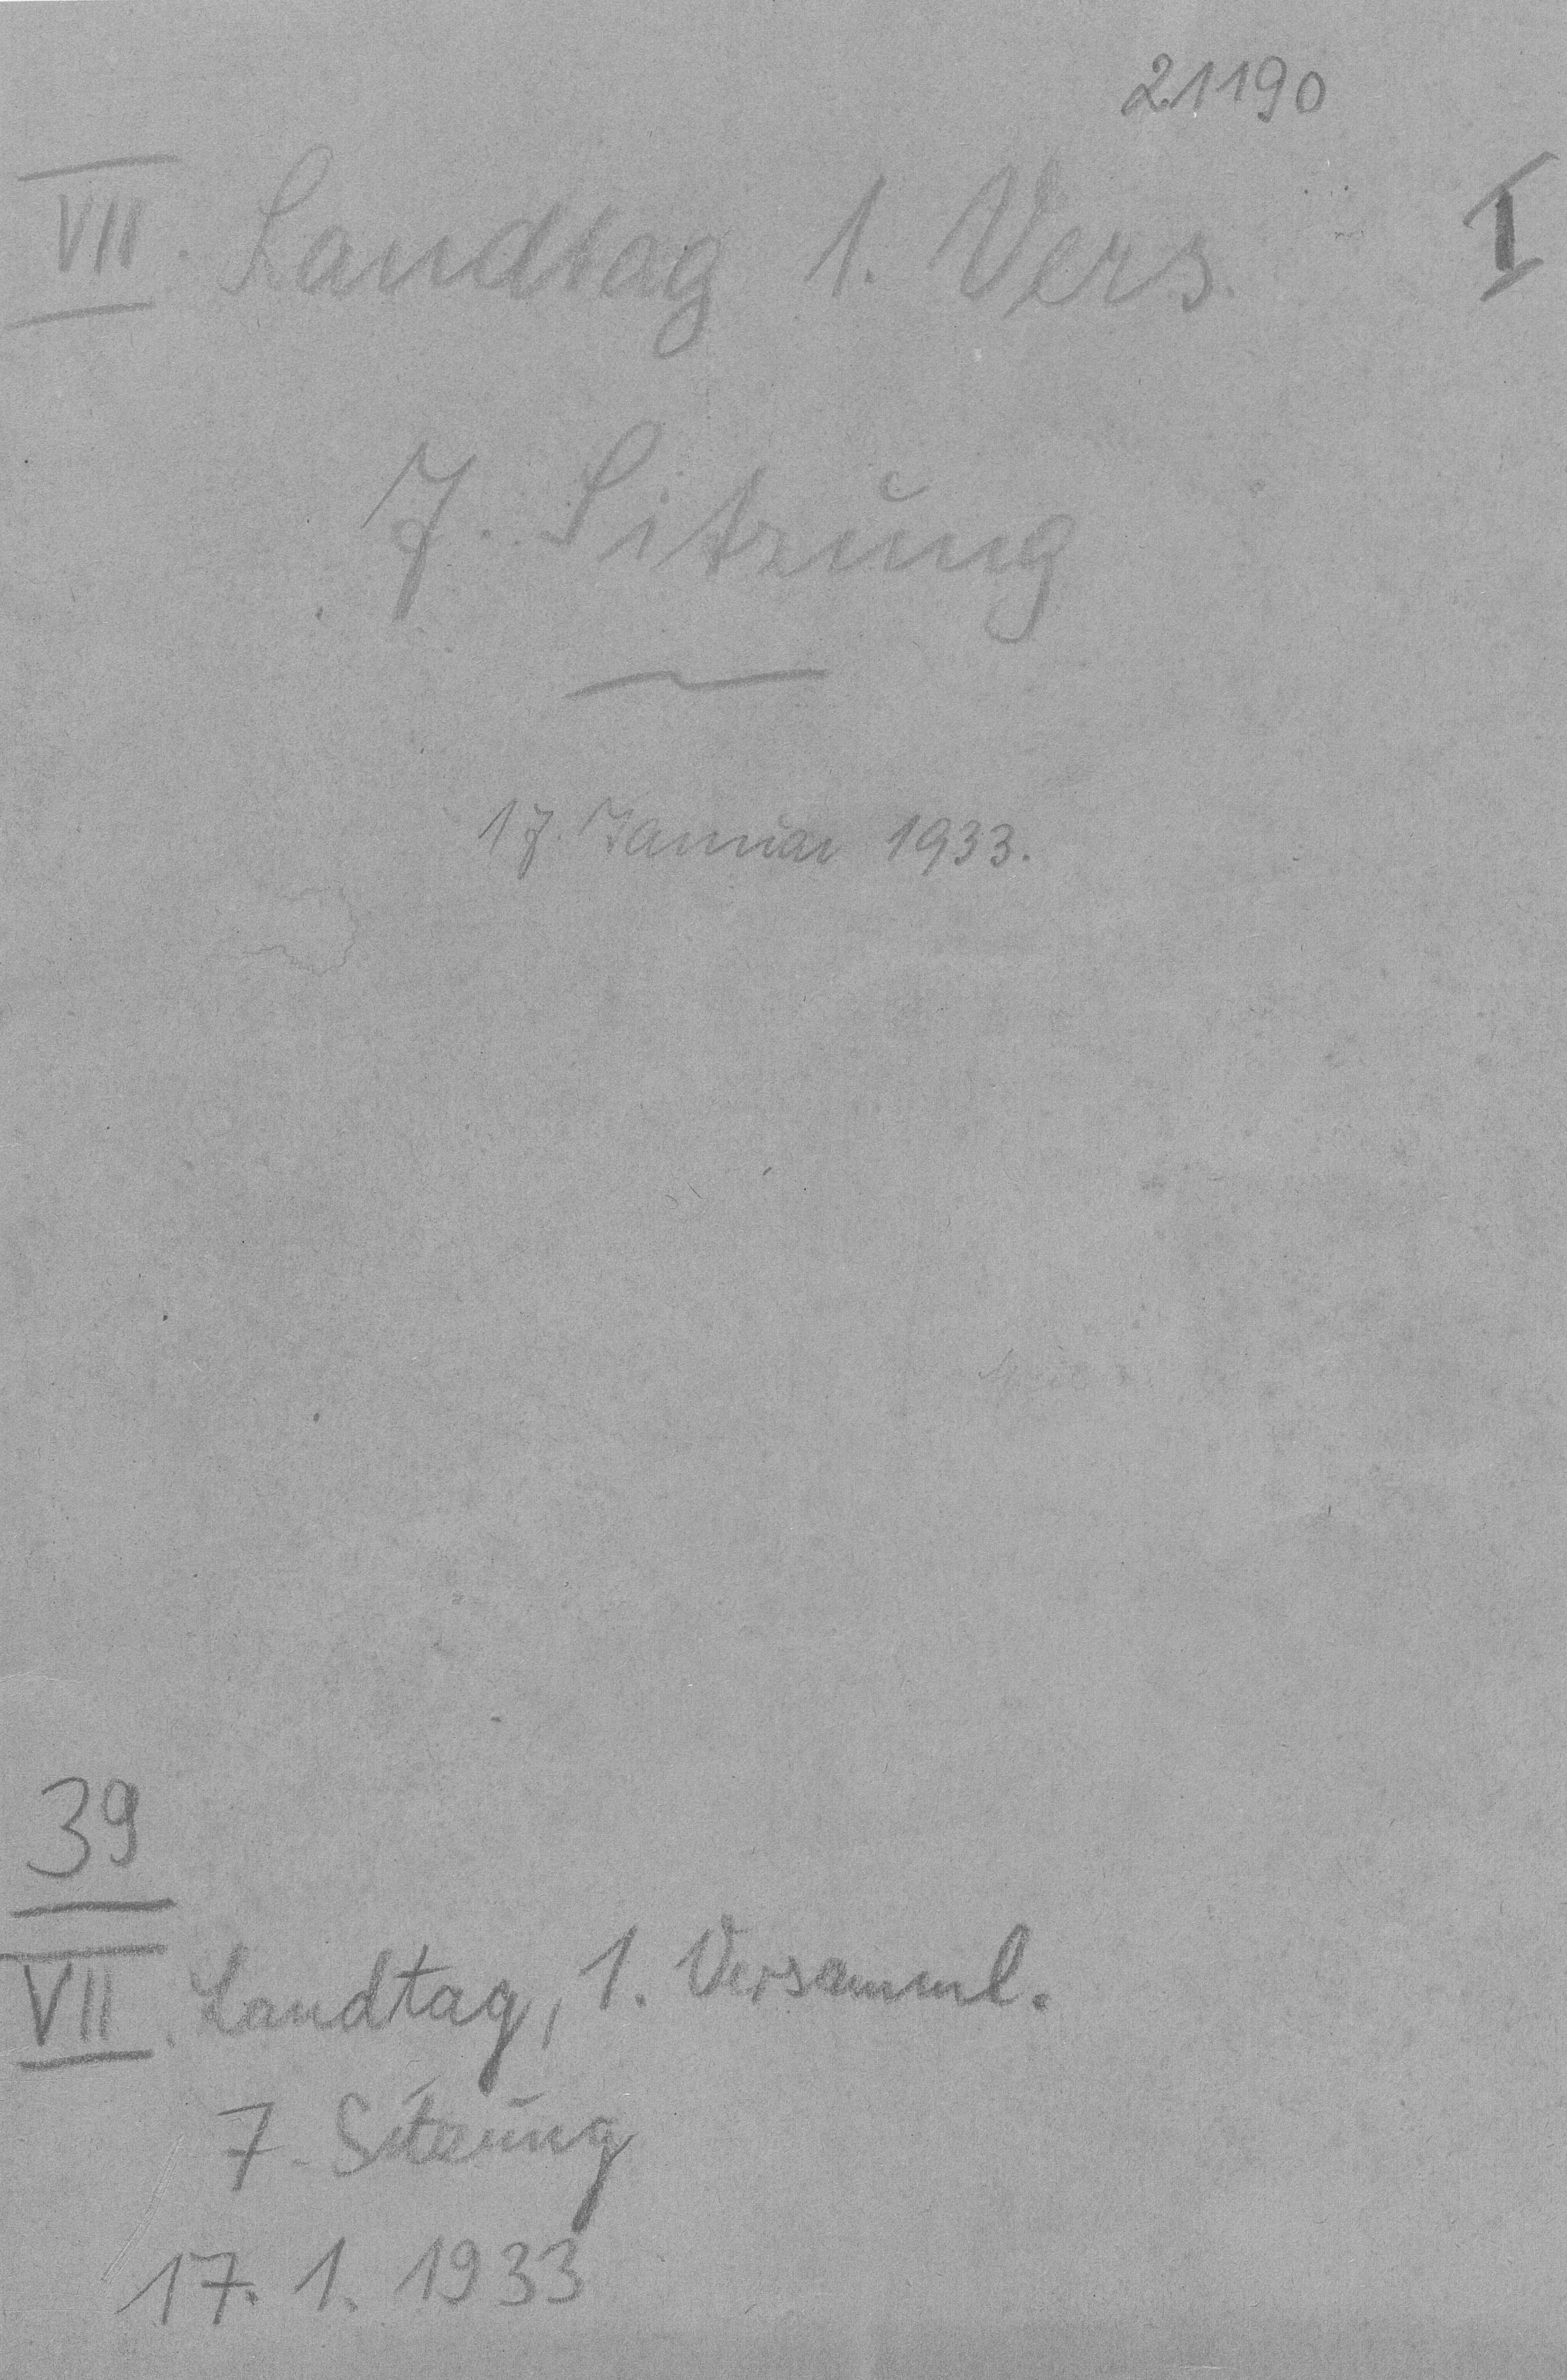 21190
VII. Landtag 1. Vers. I
7. Sitzung
17. Januar 1933.
39
VII. Landtag, 1. Versamml.
7. Sitzung
17. 1. 1933